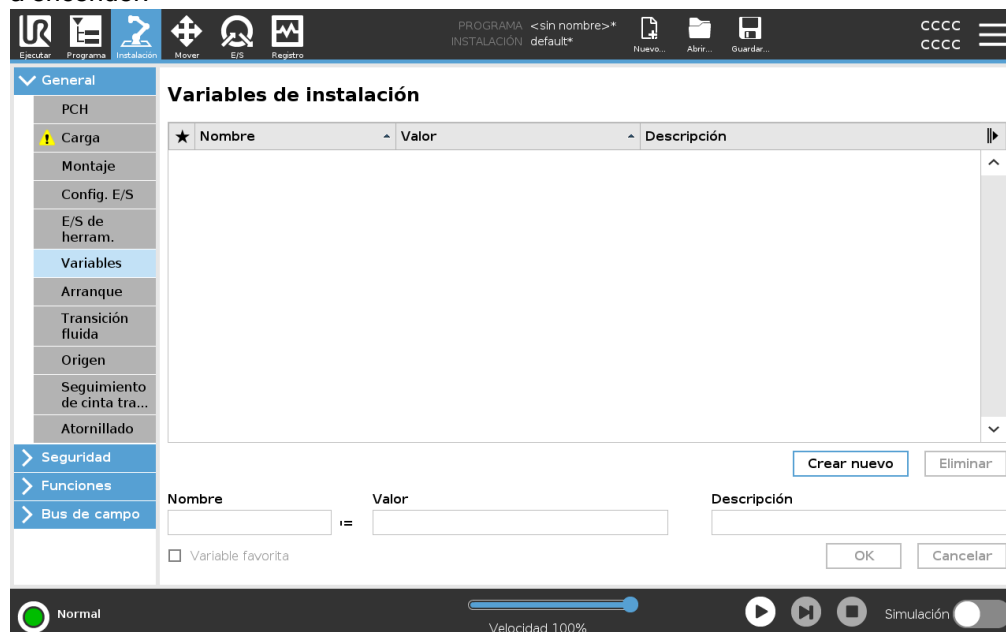 PROGRAMA <sin nombre>*
INSTALACIÓN default*
CCCC
CCCC
Ejecutar Programa Instalación Mover E/S Registro Nuevo... Abrir... Guardar...
General
PCH
Carga
Montaje
Config. E/S
E/S de
herram.
Variables
Arranque
Transición
fluida
Origen
Seguimiento
de cinta tra...
Atornillado
Seguridad
Funciones
Bus de campo
Variables de instalación
Nombre Valor Descripción
Crear nuevo Eliminar
Nombre Valor Descripción
:=
Variable favorita
OK Cancelar
Normal
Velocidad 100%
Simulación